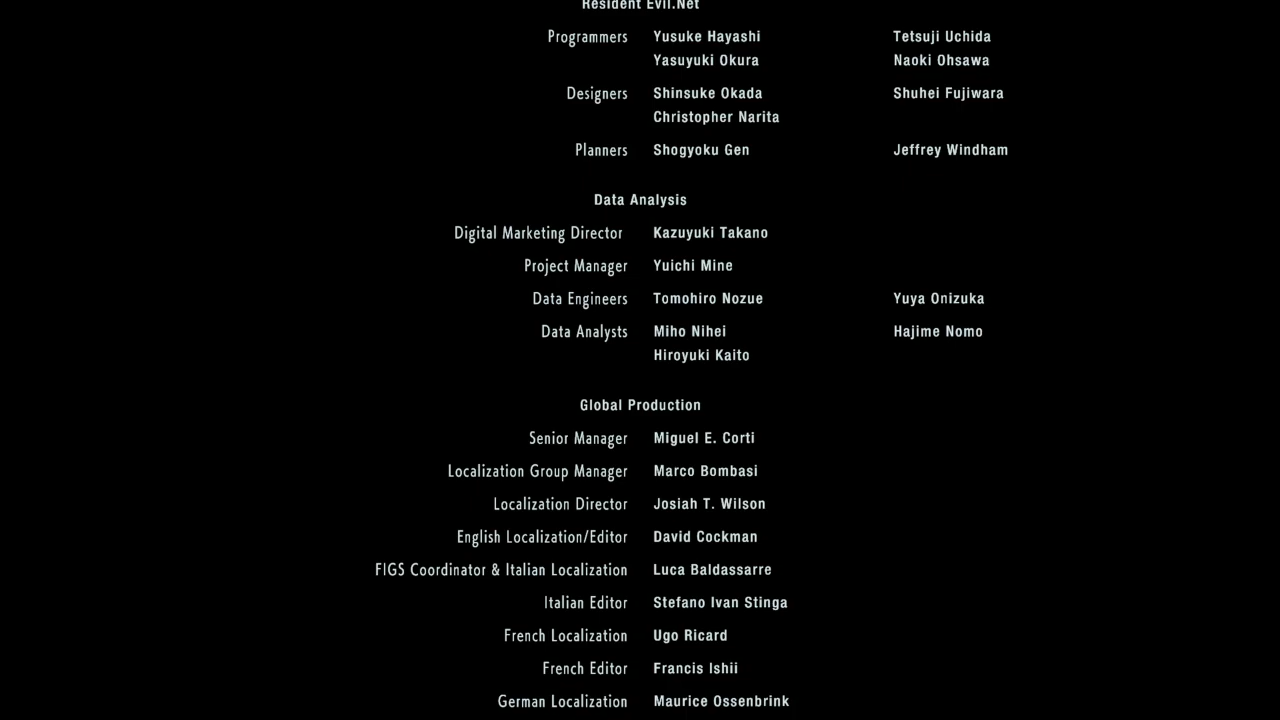 Resident Evil.Net
Programmers Yusuke Hayashi Tetsuji Uchida
Yasuyuki Okura Naoki Ohsawa
Designers Shinsuke Okada Shuhei Fujiwara
Christopher Narita
Planners Shogyoku Gen Jeffrey Windham
Data Analysis
Digital Marketing Director Kazuyuki Takano
Project Manager Yuichi Mine
Data Engineers Tomohiro Nozue Yuya Onizuka
Data Analysts Miho Nihei Hajime Nomo
Hiroyuki Kaito
Global Production
Senior Manager Miguel E. Corti
Localization Group Manager Marco Bombasi
Localization Director Josiah T. Wilson
English Localization/Editor David Cockman
FIGS Coordinator & Italian Localization Luca Baldassarre
Italian Editor Stefano Ivan Stinga
French Localization Ugo Ricard
French Editor Francis Ishii
German Localization Maurice Ossenbrink